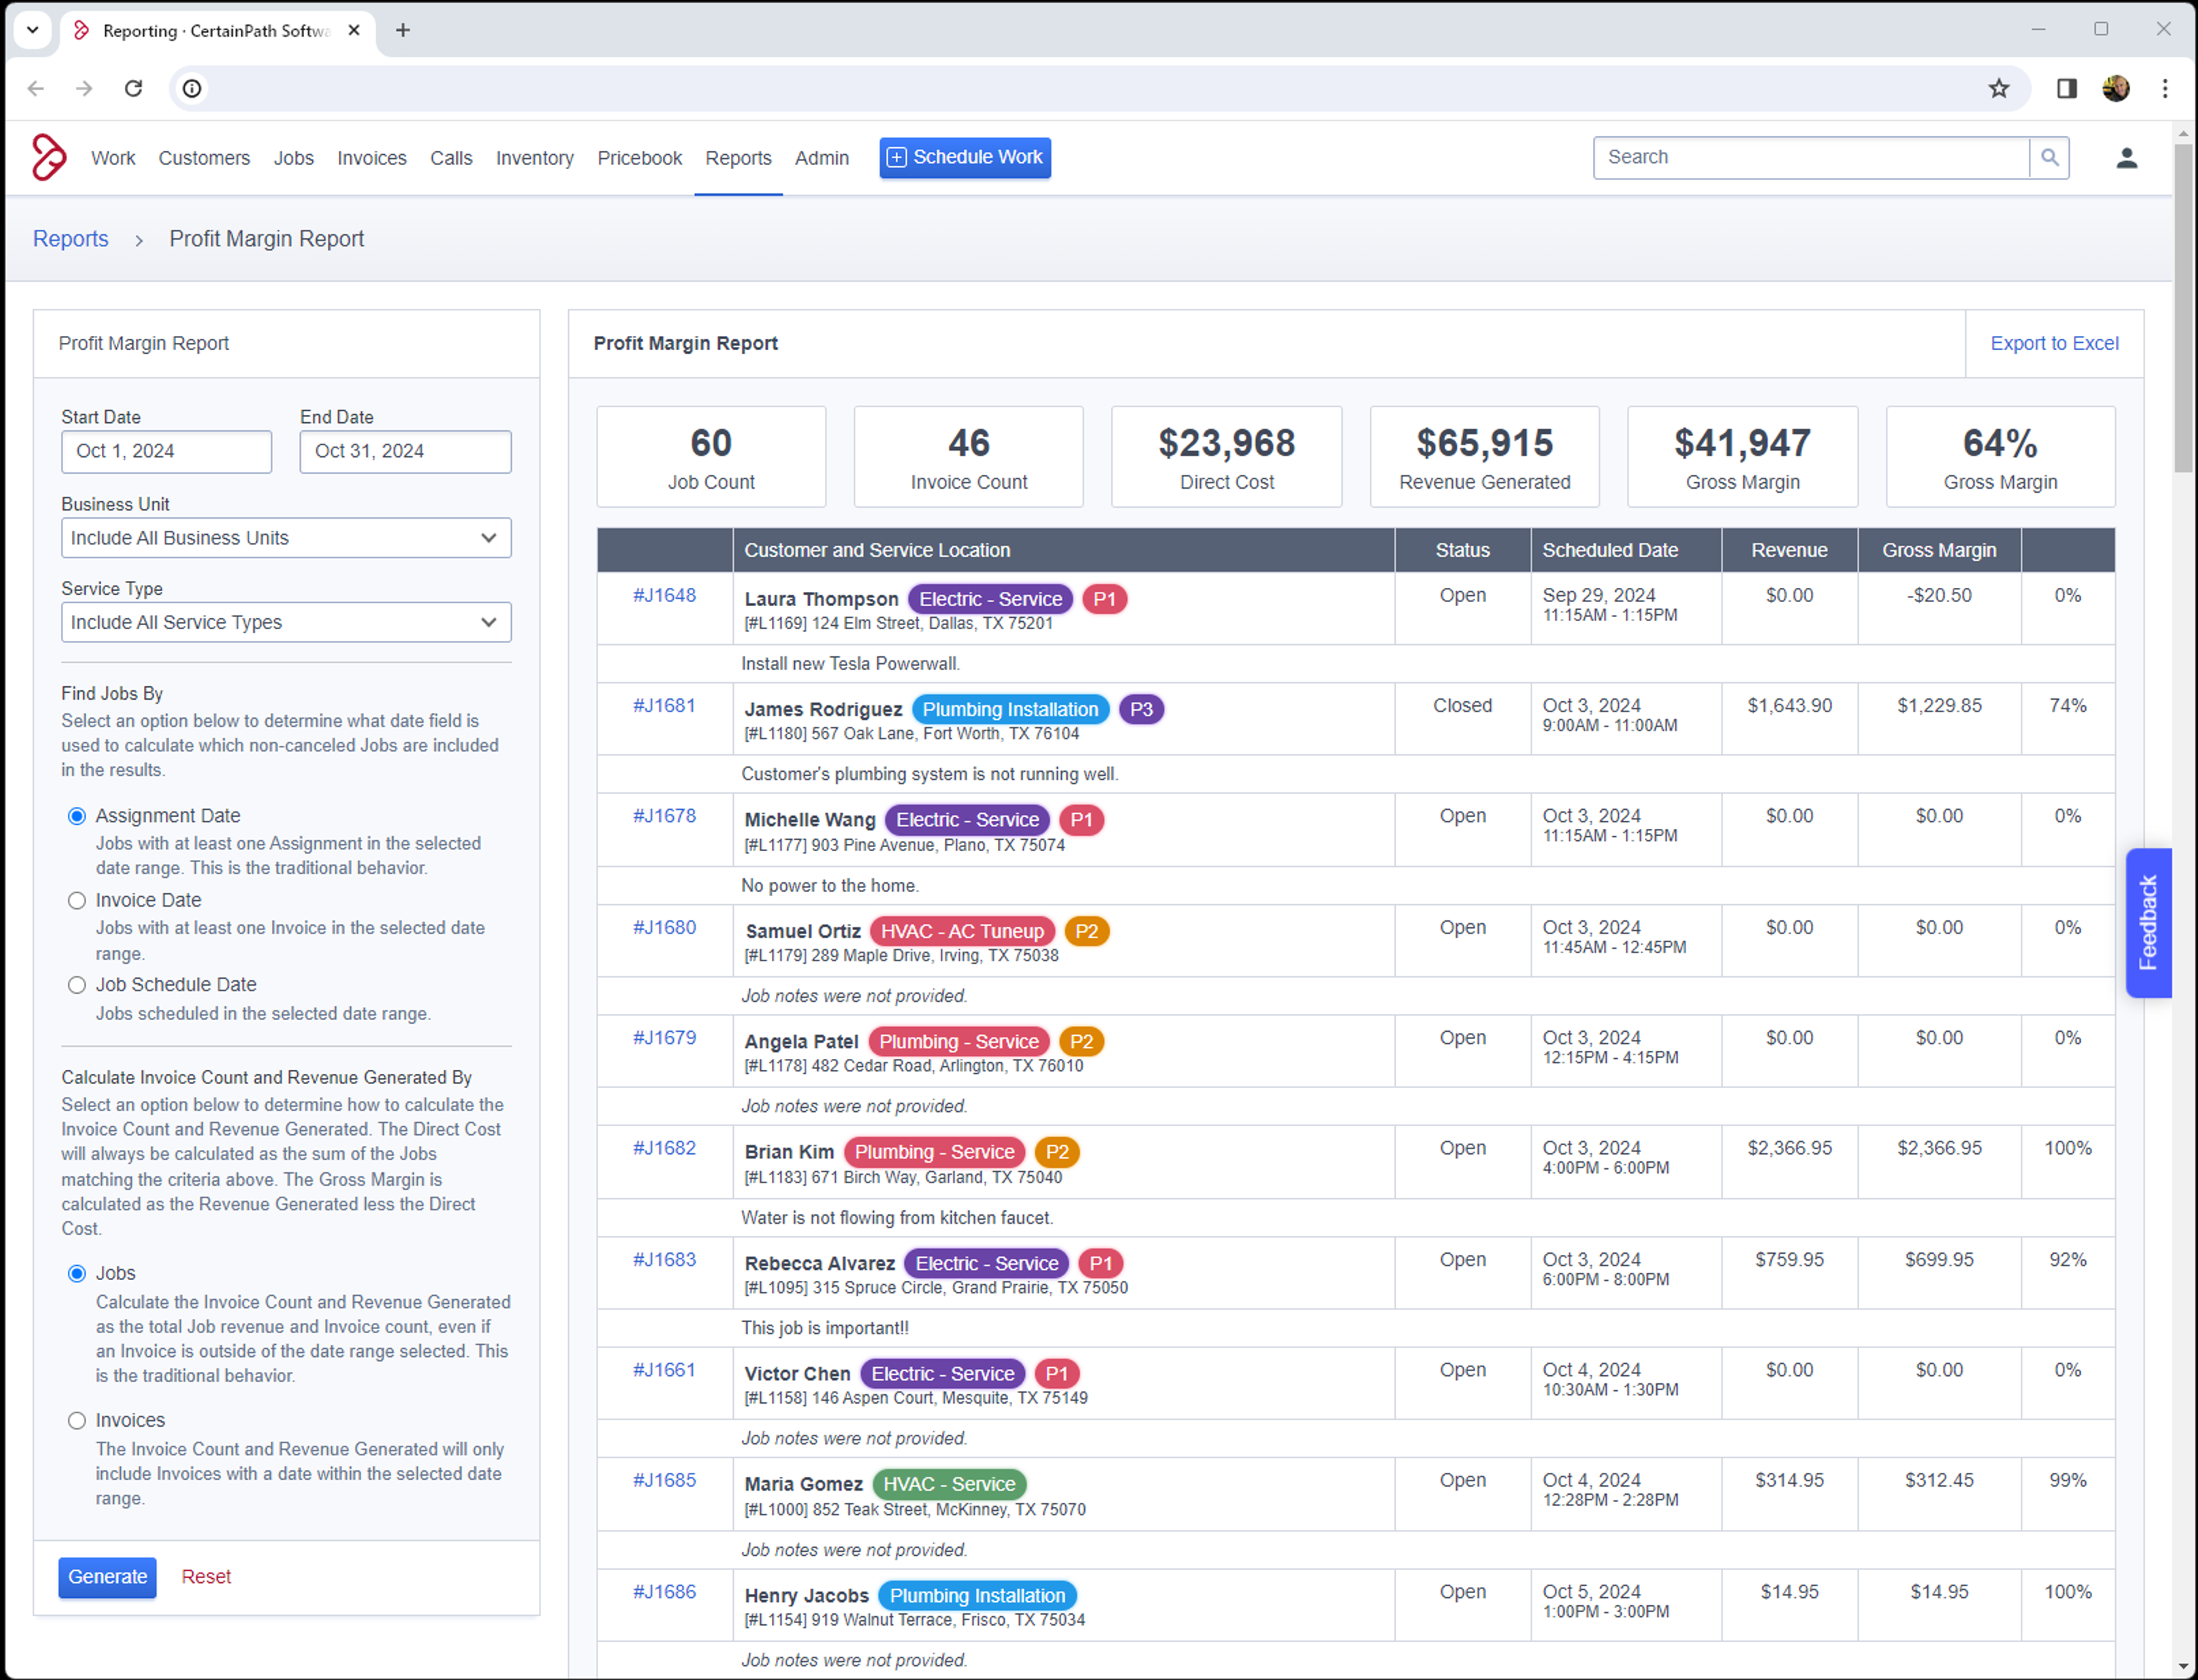 Reporting · CertainPath Softwa
Work Customers Jobs Invoices Calls Inventory Pricebook Reports Admin Schedule Work Search
Reports > Profit Margin Report
Profit Margin Report
Start Date End Date
Oct 1, 2024 Oct 31, 2024
Business Unit
Include All Business Units
Service Type
Include All Service Types
Find Jobs By
Select an option below to determine what date field is
used to calculate which non-canceled Jobs are included
in the results.
Assignment Date
Jobs with at least one Assignment in the selected
date range. This is the traditional behavior.
Invoice Date
Jobs with at least one Invoice in the selected date
range.
Job Schedule Date
Jobs scheduled in the selected date range.
Calculate Invoice Count and Revenue Generated By
Select an option below to determine how to calculate the
Invoice Count and Revenue Generated. The Direct Cost
will always be calculated as the sum of the Jobs
matching the criteria above. The Gross Margin is
calculated as the Revenue Generated less the Direct
Cost.
Jobs
Calculate the Invoice Count and Revenue Generated
as the total Job revenue and Invoice count, even if
an Invoice is outside of the date range selected. This
is the traditional behavior.
Invoices
The Invoice Count and Revenue Generated will only
include Invoices with a date within the selected date
range.
Generate Reset
Profit Margin Report Export to Excel
60 46 $23,968 $65,915 $41,947 64%
Job Count Invoice Count Direct Cost Revenue Generated Gross Margin Gross Margin
Customer and Service Location Status Scheduled Date Revenue Gross Margin
#J1648 Laura Thompson Electric - Service P1 Open Sep 29, 2024 $0.00 -$20.50 0%
[#L1169] 124 Elm Street, Dallas, TX 75201 11:15AM - 1:15PM
Install new Tesla Powerwall.
#J1681 James Rodriguez Plumbing Installation P3 Closed Oct 3, 2024 $1,643.90 $1,229.85 74%
[#L1180] 567 Oak Lane, Fort Worth, TX 76104 9:00AM - 11:00AM
Customer's plumbing system is not running well.
#J1678 Michelle Wang Electric - Service P1 Open Oct 3, 2024 $0.00 $0.00 0%
[#L1177] 903 Pine Avenue, Plano, TX 75074 11:15AM - 1:15PM
No power to the home.
#J1680 Samuel Ortiz HVAC - AC Tuneup P2 Open Oct 3, 2024 $0.00 $0.00 0%
[#L1179] 289 Maple Drive, Irving, TX 75038 11:45AM - 12:45PM
Job notes were not provided.
#J1679 Angela Patel Plumbing - Service P2 Open Oct 3, 2024 $0.00 $0.00 0%
[#L1178] 482 Cedar Road, Arlington, TX 76010 12:15PM - 4:15PM
Job notes were not provided.
#J1682 Brian Kim Plumbing - Service P2 Open Oct 3, 2024 $2,366.95 $2,366.95 100%
[#L1183] 671 Birch Way, Garland, TX 75040 4:00PM - 6:00PM
Water is not flowing from kitchen faucet.
#J1683 Rebecca Alvarez Electric - Service P1 Open Oct 3, 2024 $759.95 $699.95 92%
[#L1095] 315 Spruce Circle, Grand Prairie, TX 75050 6:00PM - 8:00PM
This job is important!!
#J1661 Victor Chen Electric - Service P1 Open Oct 4, 2024 $0.00 $0.00 0%
[#L1158] 146 Aspen Court, Mesquite, TX 75149 10:30AM - 1:30PM
Job notes were not provided.
#J1685 Maria Gomez HVAC - Service Open Oct 4, 2024 $314.95 $312.45 99%
[#L1000] 852 Teak Street, McKinney, TX 75070 12:28PM - 2:28PM
Job notes were not provided.
#J1686 Henry Jacobs Plumbing Installation Open Oct 5, 2024 $14.95 $14.95 100%
[#L1154] 919 Walnut Terrace, Frisco, TX 75034 1:00PM - 3:00PM
Job notes were not provided.
Feedback